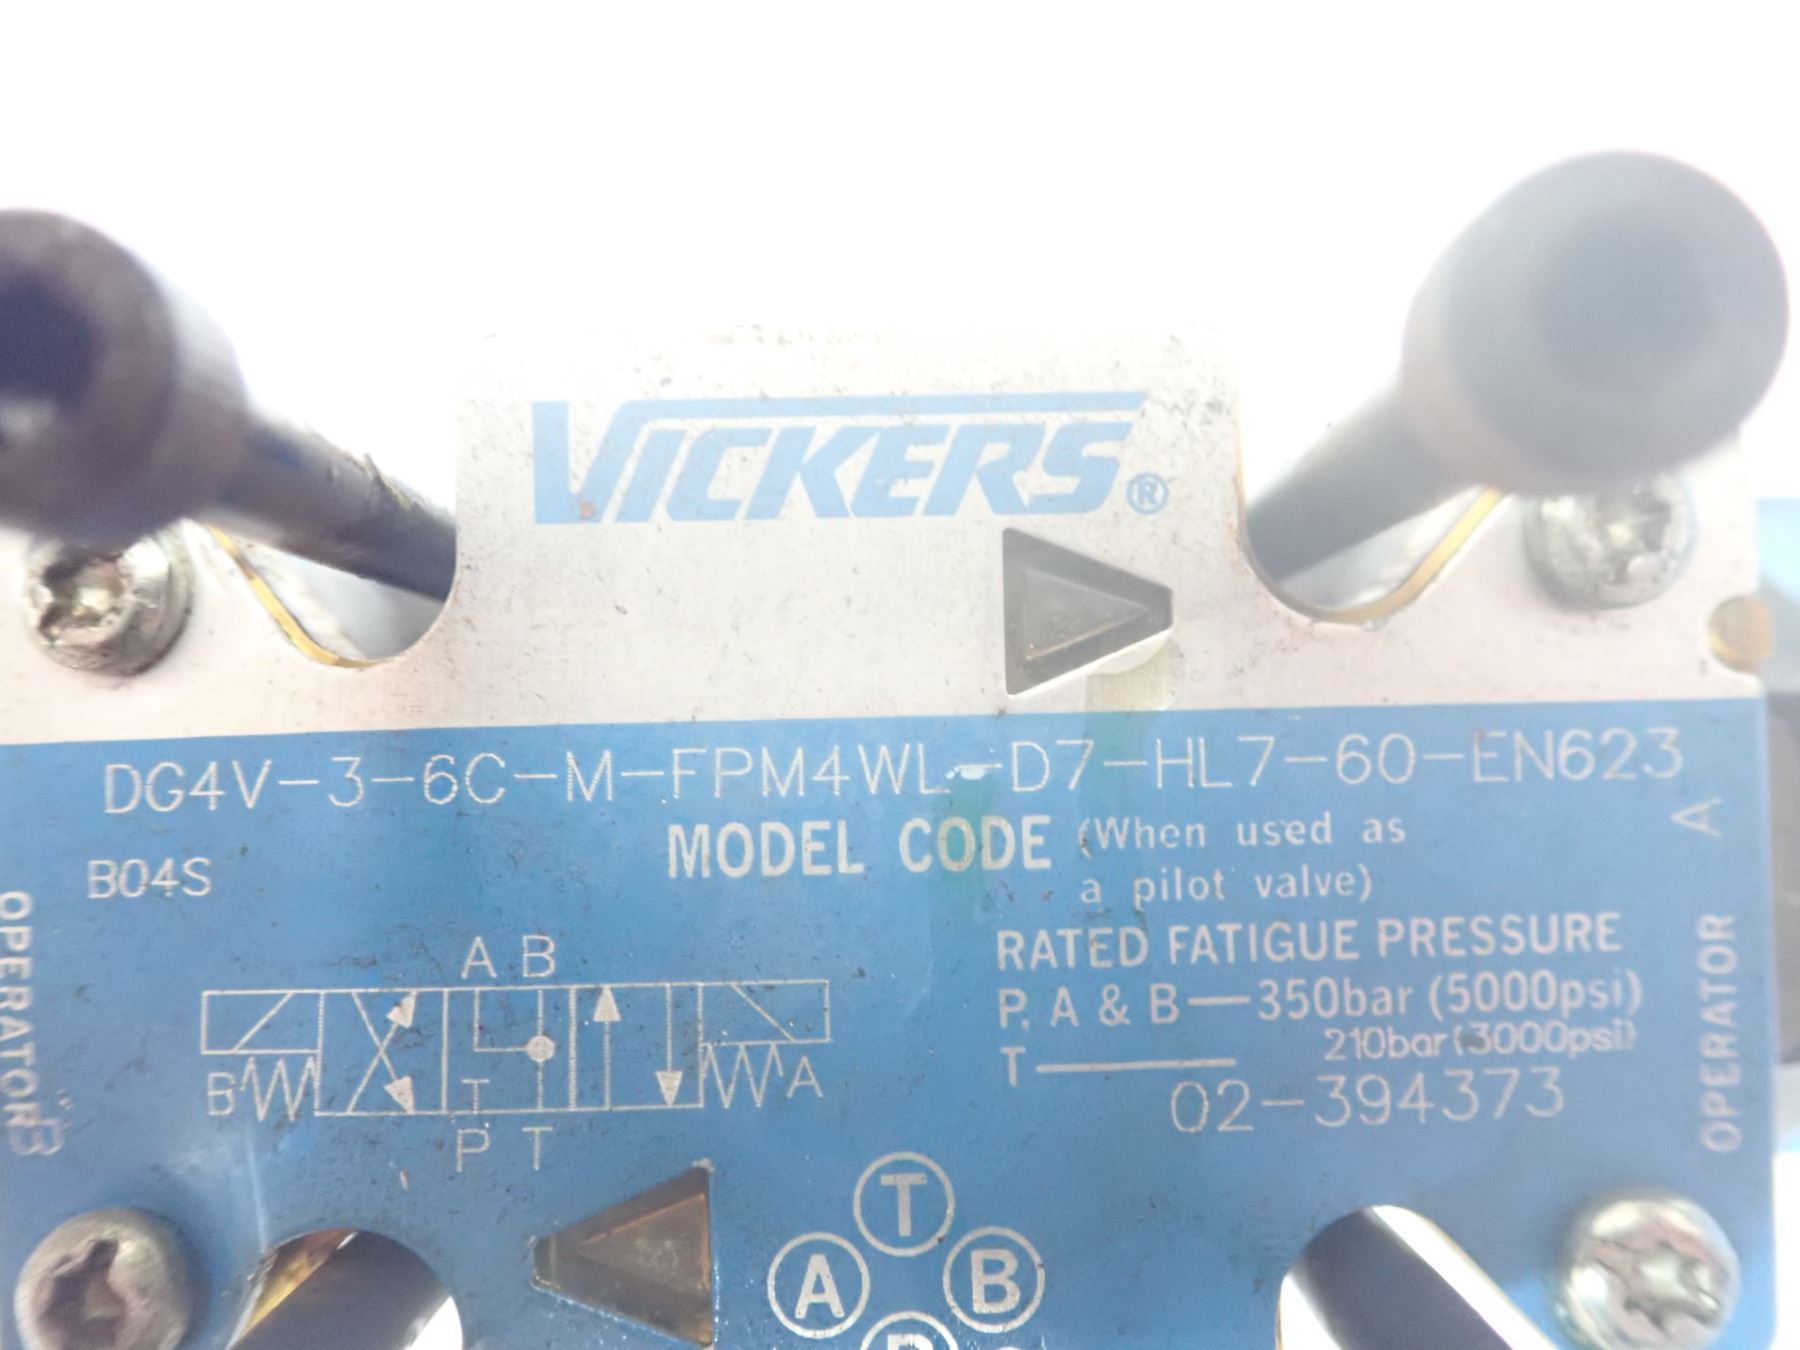 VICKERS®
DG4V-3-6C-M-FPM4WL-D7-HL7-60-EN623
MODEL CODE (When used as
a pilot valve)
B04S
RATED FATIGUE PRESSURE
P, A & B—350bar (5000psi)
210bar (3000psi)
T
02-394373
OPERATOR B
OPERATOR A
A B
B
T
A
P T
T
A
B